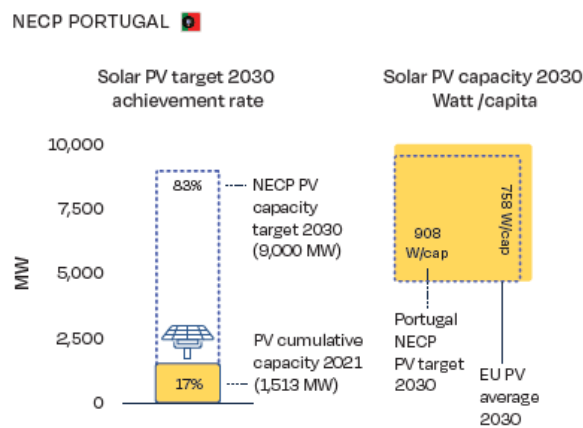 NECP PORTUGAL
Solar PV target 2030
achievement rate
10,000
7,500
5,000
2,500
0
MW
83%
17%
NECP PV
capacity
target 2030
(9,000 MW)
PV cumulative
capacity 2021
(1,513 MW)
Solar PV capacity 2030
Watt /capita
908
W/cap
758 W/cap
Portugal
NECP
PV target
2030
EU PV
average
2030